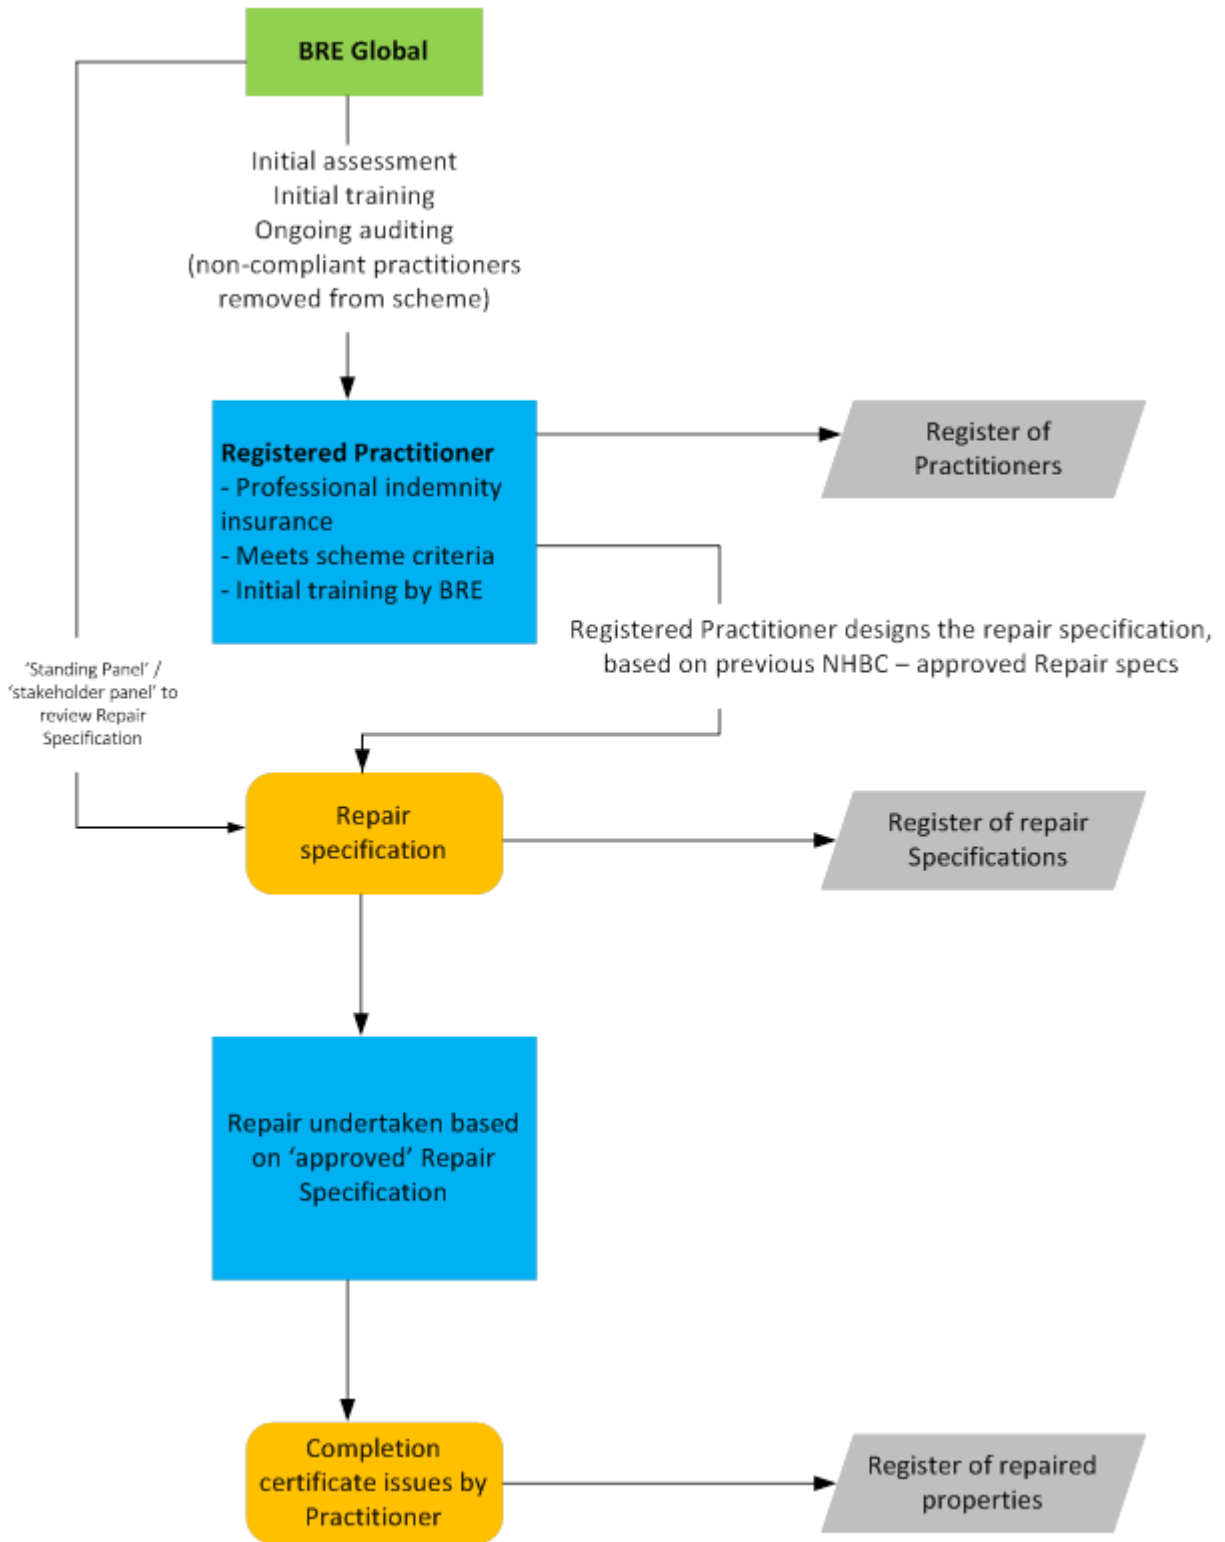 BRE Global
Initial assessment
Initial training
Ongoing auditing
(non-compliant practitioners
removed from scheme)
Registered Practitioner
- Professional indemnity
insurance
- Meets scheme criteria
- Initial training by BRE
Register of
Practitioners
Registered Practitioner designs the repair specification,
based on previous NHBC – approved Repair specs
‘Standing Panel’ /
‘stakeholder panel’ to
review Repair
Specification
Repair
specification
Register of repair
Specifications
Repair undertaken based
on ‘approved’ Repair
Specification
Completion
certificate issues by
Practitioner
Register of repaired
properties